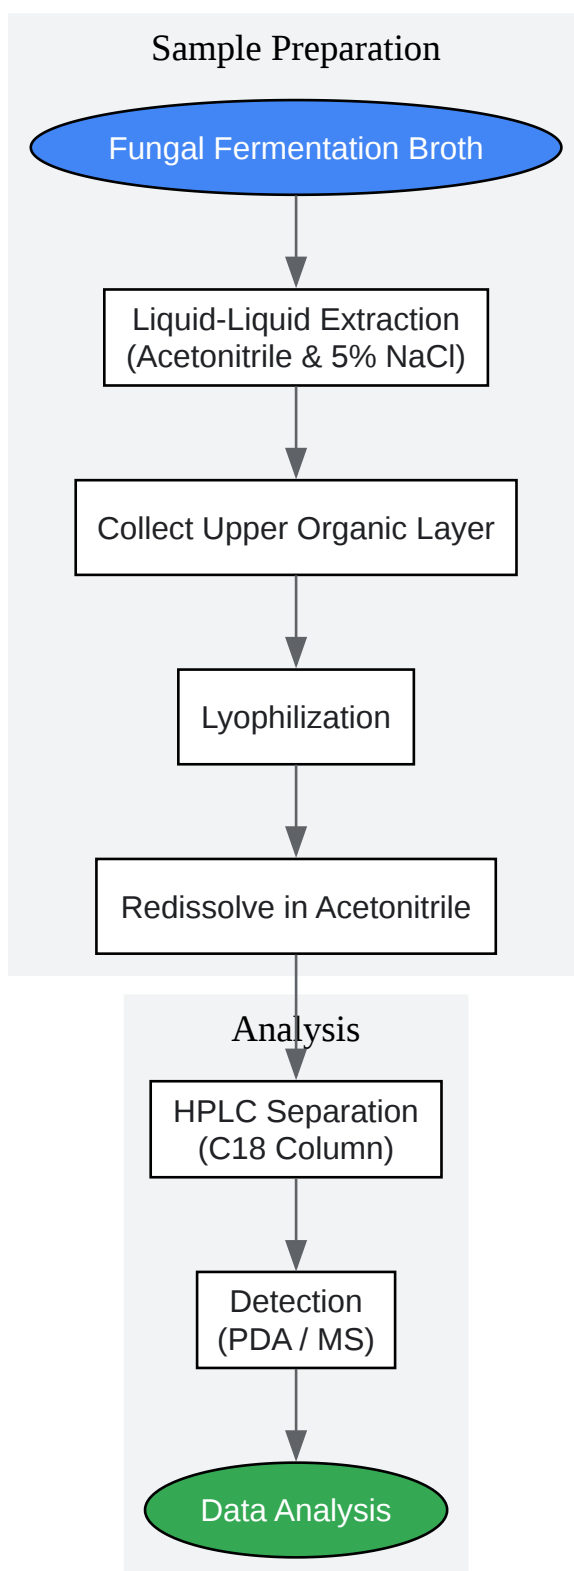 Sample Preparation
Fungal Fermentation Broth
Liquid-Liquid Extraction
(Acetonitrile & 5% NaCl)
Collect Upper Organic Layer
Lyophilization
Redissolve in Acetonitrile
Analysis
HPLC Separation
(C18 Column)
Detection
(PDA / MS)
Data Analysis